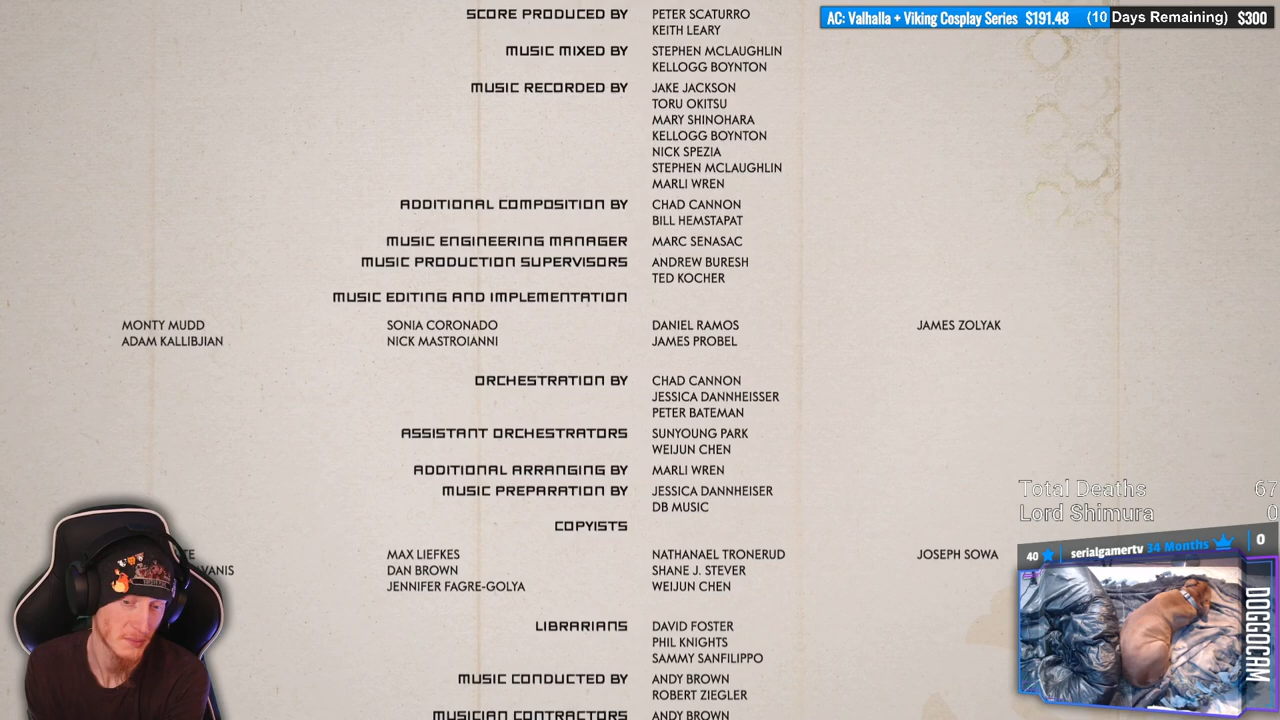 SCORE PRODUCED BY PETER SCATURRO
KEITH LEARY
MUSIC MIXED BY STEPHEN MCLAUGHLIN
KELLOGG BOYNTON
MUSIC RECORDED BY JAKE JACKSON
TORU OKITSU
MARY SHINOHARA
KELLOGG BOYNTON
NICK SPEZIA
STEPHEN MCLAUGHLIN
MARLI WREN
ADDITIONAL COMPOSITION BY CHAD CANNON
BILL HEMSTAPAT
MUSIC ENGINEERING MANAGER MARC SENASAC
MUSIC PRODUCTION SUPERVISORS ANDREW BURESH
TED KOCHER
MUSIC EDITING AND IMPLEMENTATION
MONTY MUDD SONIA CORONADO DANIEL RAMOS JAMES ZOLYAK
ADAM KALLIBJIAN NICK MASTROIANNI JAMES PROBEL
ORCHESTRATION BY CHAD CANNON
JESSICA DANNHEISSER
PETER BATEMAN
ASSISTANT ORCHESTRATORS SUNYOUNG PARK
WEIJUN CHEN
ADDITIONAL ARRANGING BY MARLI WREN
MUSIC PREPARATION BY JESSICA DANNHEISER
DB MUSIC
COPYISTS
MAX LIEFKES NATHANAEL TRONERUD JOSEPH SOWA
DAN BROWN SHANE J. STEVER
JENNIFER FAGRE-GOLYA WEIJUN CHEN
LIBRARIANS DAVID FOSTER
PHIL KNIGHTS
SAMMY SANFILIPPO
MUSIC CONDUCTED BY ANDY BROWN
ROBERT ZIEGLER
MUSICIAN CONTRACTORS ANDY BROWN
AC: Valhalla + Viking Cosplay Series $191.48 (10 Days Remaining) $300
Total Deaths 67
Lord Shimura 0
40 serialgamertv 34 Months 0
DOGGOCAM